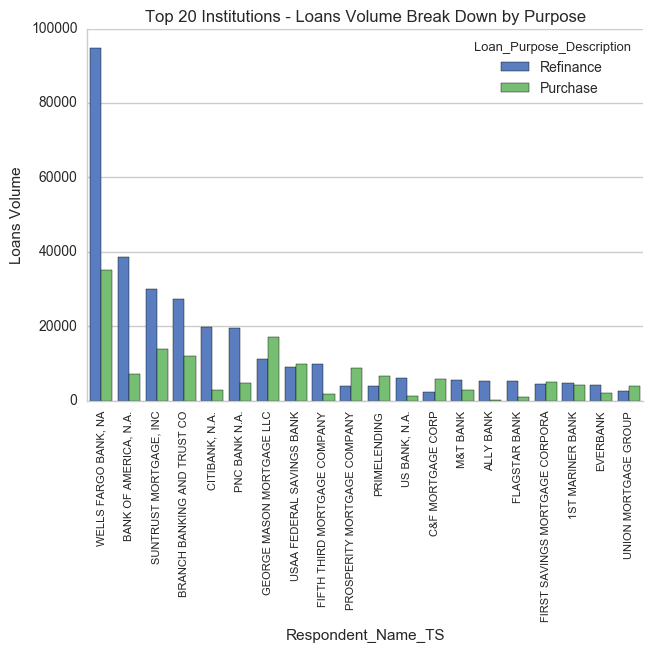 Top 20 Institutions - Loans Volume Break Down by Purpose
Loan_Purpose_Description
Refinance
Purchase
Loans Volume
100000
80000
60000
40000
20000
0
WELLS FARGO BANK, NA
BANK OF AMERICA, N.A.
SUNTRUST MORTGAGE, INC
BRANCH BANKING AND TRUST CO
CITIBANK, N.A.
PNC BANK N.A.
GEORGE MASON MORTGAGE LLC
USAA FEDERAL SAVINGS BANK
FIFTH THIRD MORTGAGE COMPANY
PROSPERITY MORTGAGE COMPANY
PRIMELENDING
US BANK, N.A.
C&F MORTGAGE CORP
M&T BANK
ALLY BANK
FLAGSTAR BANK
FIRST SAVINGS MORTGAGE CORPORA
1ST MARINER BANK
EVERBANK
UNION MORTGAGE GROUP
Respondent_Name_TS